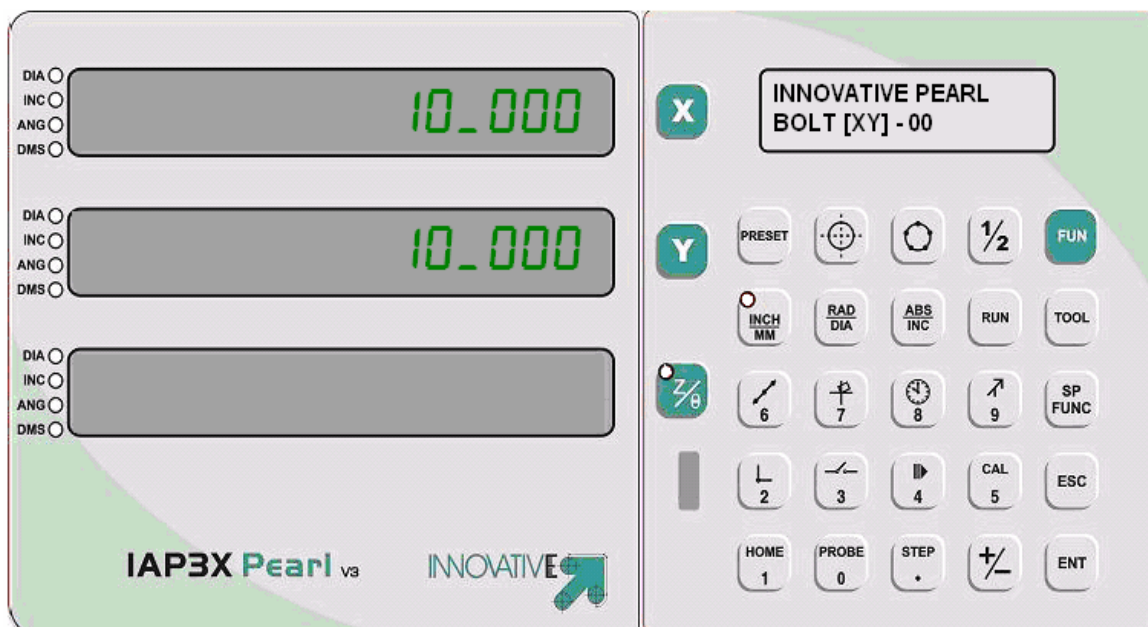 DIA
INC
ANG
DMS
10_000
DIA
INC
ANG
DMS
10_000
DIA
INC
ANG
DMS
IAP3X Pearl V3
INNOVATIVE
X
INNOVATIVE PEARL
BOLT [XY] - 00
Y
PRESET
1/2
FUN
INCH
MM
RAD
DIA
ABS
INC
RUN
TOOL
Z/θ
6
7
8
9
SP
FUNC
2
3
4
CAL
5
ESC
HOME
1
PROBE
0
STEP
.
+/-
ENT